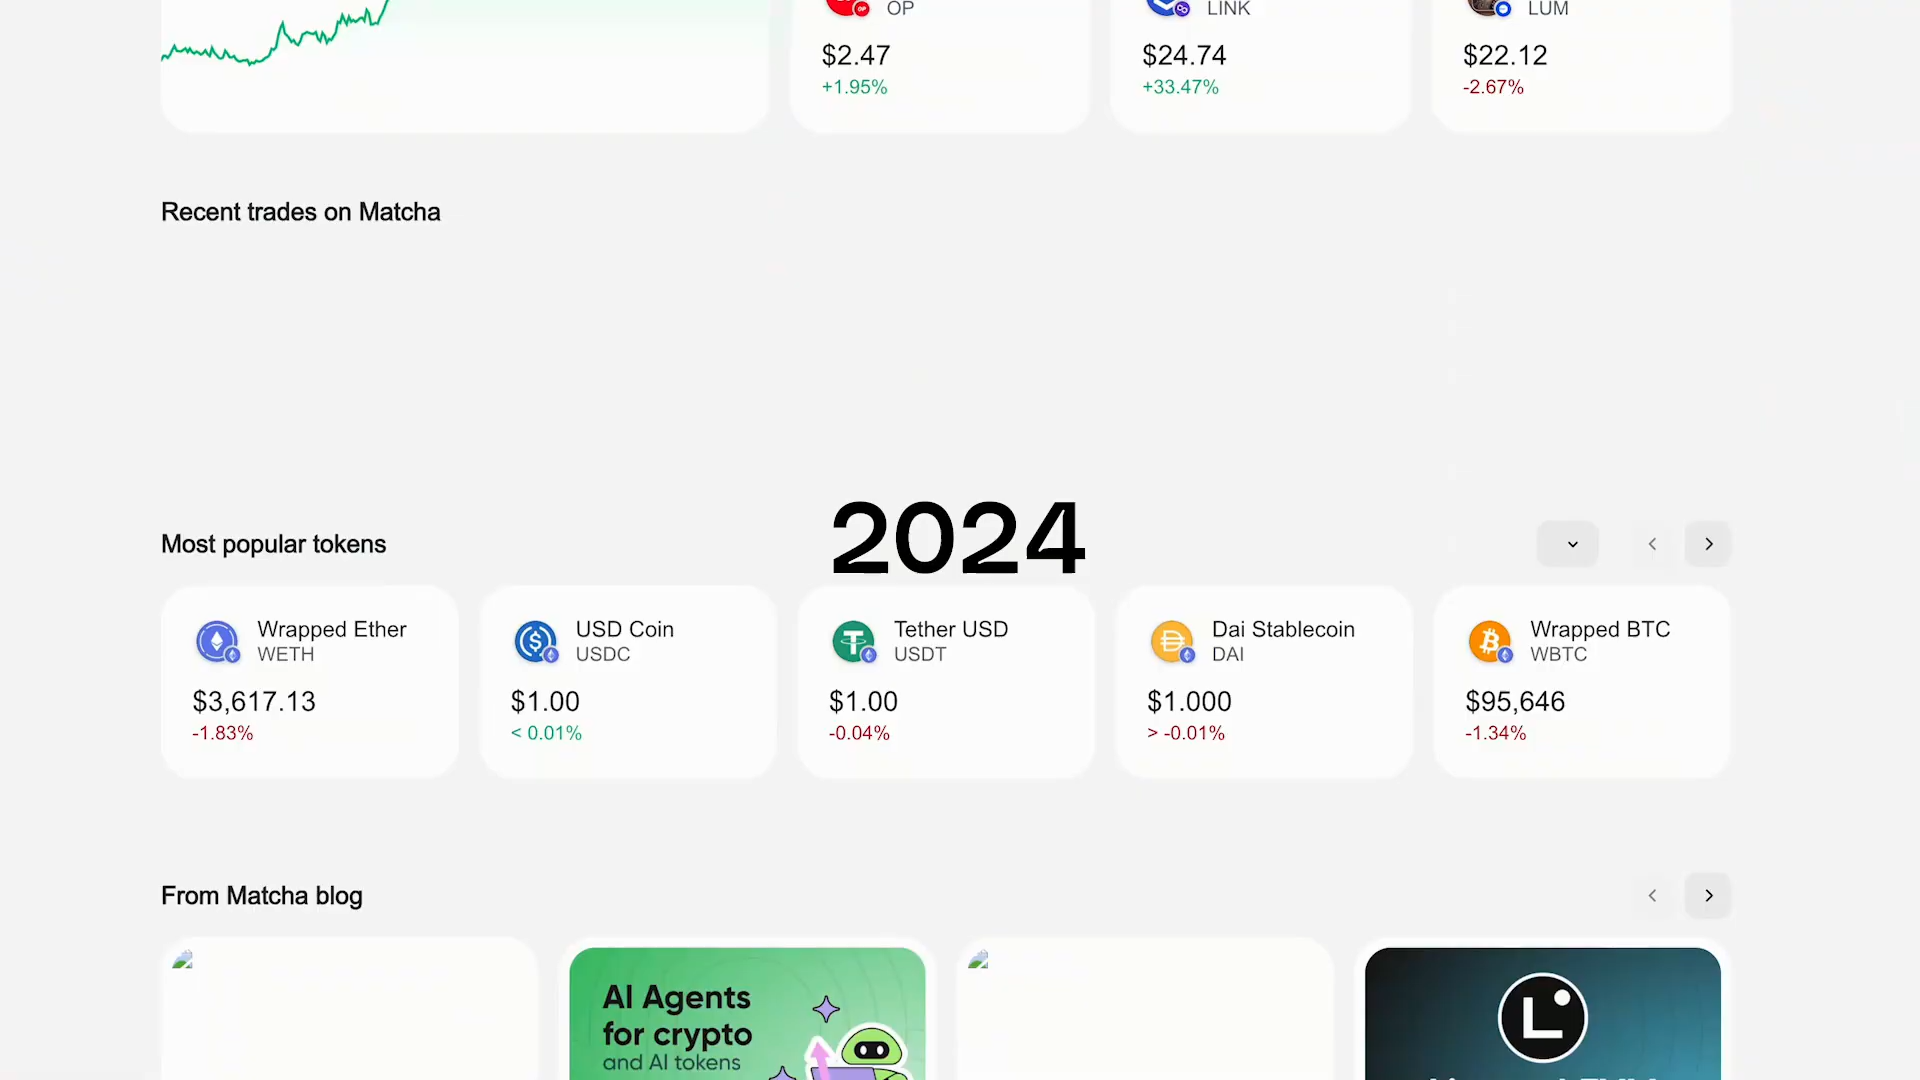 OP
LINK
LUM
$2.47
$24.74
$22.12
+1.95%
+33.47%
-2.67%
Recent trades on Matcha
2024
Most popular tokens
Wrapped Ether
WETH
$3,617.13
-1.83%
USD Coin
USDC
$1.00
< 0.01%
Tether USD
USDT
$1.00
-0.04%
Dai Stablecoin
DAI
$1.000
> -0.01%
Wrapped BTC
WBTC
$95,646
-1.34%
From Matcha blog
AI Agents
for crypto
and AI tokens
L